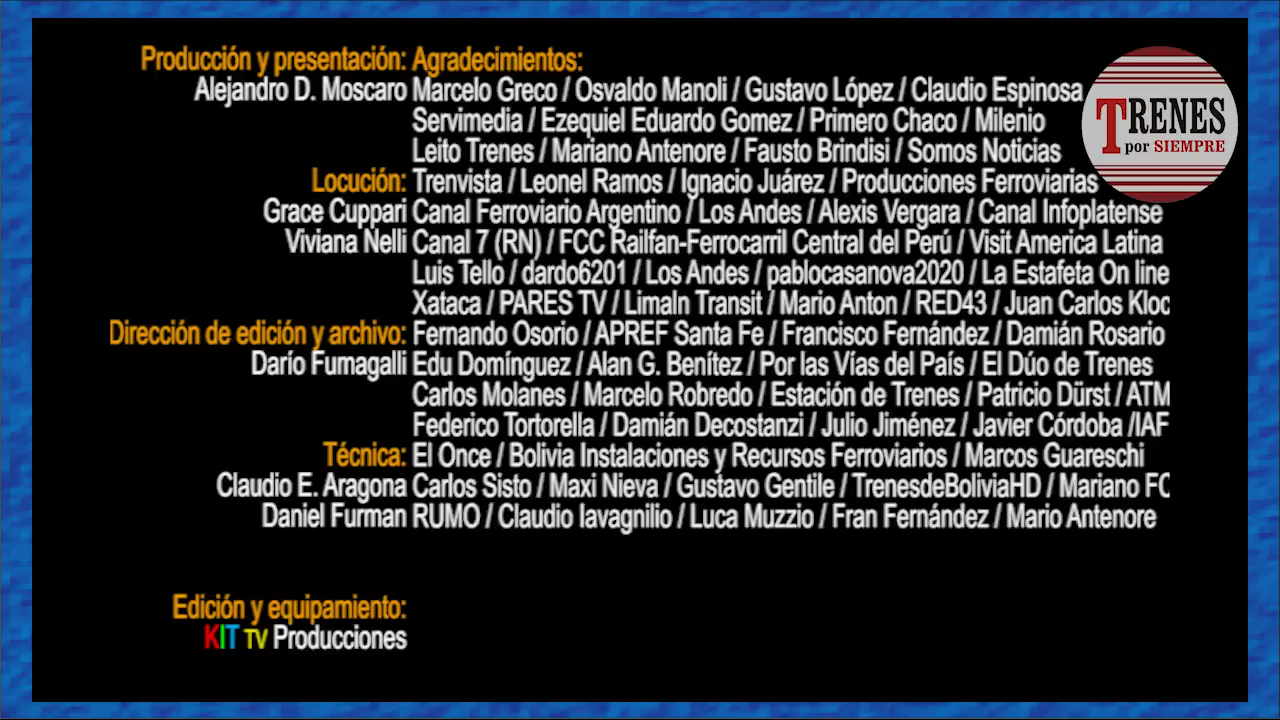 Producción y presentación:
Alejandro D. Moscaro
Locución:
Grace Cuppari
Viviana Nelli
Dirección de edición y archivo:
Darío Fumagalli
Técnica:
Claudio E. Aragona
Daniel Furman
Edición y equipamiento:
KIT TV Producciones
Agradecimientos:
Marcelo Greco / Osvaldo Manoli / Gustavo López / Claudio Espinosa
Servimedia / Ezequiel Eduardo Gomez / Primero Chaco / Milenio
Leito Trenes / Mariano Antenore / Fausto Brindisi / Somos Noticias
Trenvista / Leonel Ramos / Ignacio Juárez / Producciones Ferroviarias
Canal Ferroviario Argentino / Los Andes / Alexis Vergara / Canal Infoplatense
Canal 7 (RN) / FCC Railfan-Ferrocarril Central del Perú / Visit America Latina
Luis Tello / dardo6201 / Los Andes / pablocasanova2020 / La Estafeta On line
Xataca / PARES TV / Limaln Transit / Mario Anton / RED43 / Juan Carlos
Fernando Osorio / APREF Santa Fe / Francisco Fernández / Damián Rosario
Edu Domínguez / Alan G. Benítez / Por las Vías del País / El Dúo de Trenes
Carlos Molanes / Marcelo Robredo / Estación de Trenes / Patricio Dürst / ATM
Federico Tortorella / Damián Decostanzi / Julio Jiménez / Javier Córdoba /IAF
El Once / Bolivia Instalaciones y Recursos Ferroviarios / Marcos Guareschi
Carlos Sisto / Maxi Nieva / Gustavo Gentile / TrenesdeBoliviaHD / Mariano
RUMO / Claudio Iavagnilio / Luca Muzzio / Fran Fernández / Mario Antenore
TRENES
por SIEMPRE